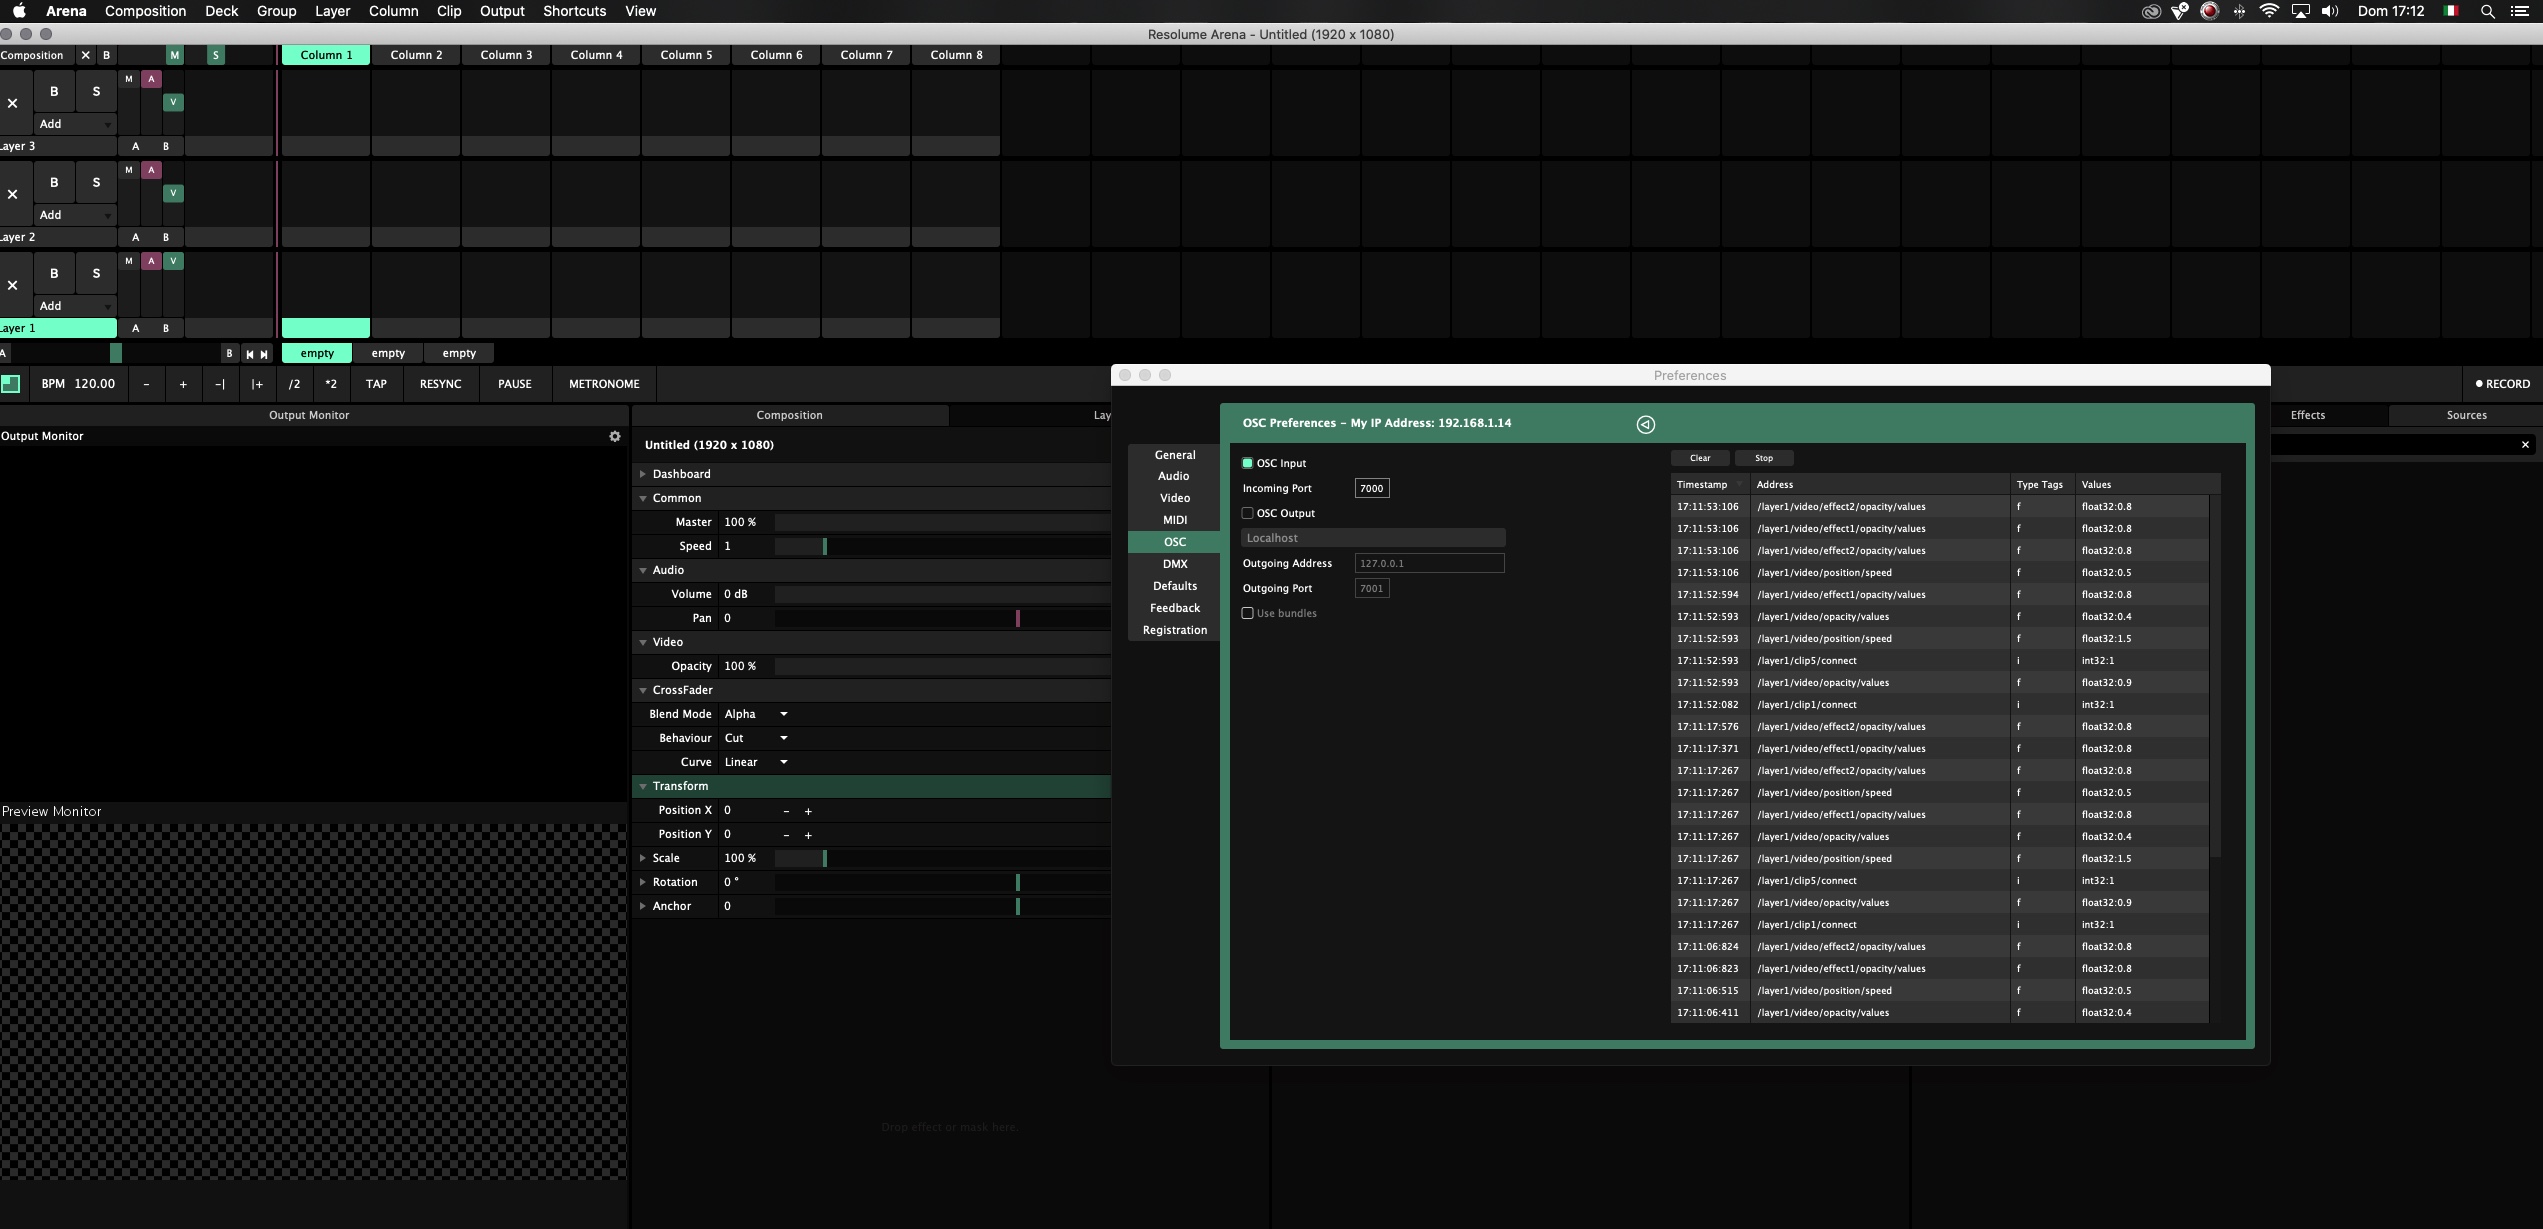 Arena Composition Deck Group Layer Column Clip Output Shortcuts View
Dom 17:12
Resolume Arena - Untitled (1920 x 1080)
Composition X B M S Column 1 Column 2 Column 3 Column 4 Column 5 Column 6 Column 7 Column 8
B S M A V
Add
Layer 3 A B
B S M A V
Add
Layer 2 A B
B S M A V
Add
Layer 1 A B
A B empty empty empty
BPM 120.00 - + -| |+ /2 *2 TAP RESYNC PAUSE METRONOME
RECORD
Output Monitor
Output Monitor
Preview Monitor
Composition Lay
Untitled (1920 x 1080)
Dashboard
Common
Master 100 %
Speed 1
Audio
Volume 0 dB
Pan 0
Video
Opacity 100 %
CrossFader
Blend Mode Alpha
Behaviour Cut
Curve Linear
Transform
Position X 0 - +
Position Y 0 - +
Scale 100 %
Rotation 0 °
Anchor 0
Drop effect or mask here.
Effects Sources
Preferences
General
Audio
Video
MIDI
OSC
DMX
Defaults
Feedback
Registration
OSC Preferences - My IP Address: 192.168.1.14
OSC Input
Incoming Port 7000
OSC Output
Localhost
Outgoing Address 127.0.0.1
Outgoing Port 7001
Use bundles
Clear Stop
Timestamp Address Type Tags Values
17:11:53:106 /layer1/video/effect2/opacity/values f float32:0.8
17:11:53:106 /layer1/video/effect1/opacity/values f float32:0.8
17:11:53:106 /layer1/video/effect2/opacity/values f float32:0.8
17:11:53:106 /layer1/video/position/speed f float32:0.5
17:11:52:594 /layer1/video/effect1/opacity/values f float32:0.8
17:11:52:593 /layer1/video/opacity/values f float32:0.4
17:11:52:593 /layer1/video/position/speed f float32:1.5
17:11:52:593 /layer1/clip5/connect i int32:1
17:11:52:593 /layer1/video/opacity/values f float32:0.9
17:11:52:082 /layer1/clip1/connect i int32:1
17:11:17:576 /layer1/video/effect2/opacity/values f float32:0.8
17:11:17:371 /layer1/video/effect1/opacity/values f float32:0.8
17:11:17:267 /layer1/video/effect2/opacity/values f float32:0.8
17:11:17:267 /layer1/video/position/speed f float32:0.5
17:11:17:267 /layer1/video/effect1/opacity/values f float32:0.8
17:11:17:267 /layer1/video/opacity/values f float32:0.4
17:11:17:267 /layer1/video/position/speed f float32:1.5
17:11:17:267 /layer1/clip5/connect i int32:1
17:11:17:267 /layer1/video/opacity/values f float32:0.9
17:11:17:267 /layer1/clip1/connect i int32:1
17:11:06:824 /layer1/video/effect2/opacity/values f float32:0.8
17:11:06:823 /layer1/video/effect1/opacity/values f float32:0.8
17:11:06:515 /layer1/video/position/speed f float32:0.5
17:11:06:411 /layer1/video/opacity/values f float32:0.4